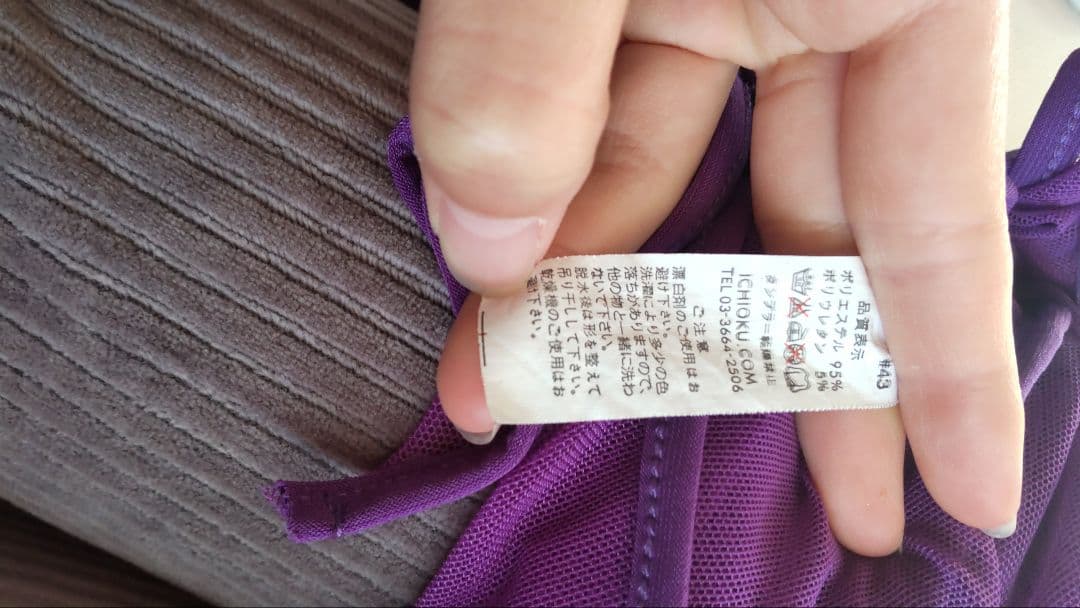 #43
品質表示
ポリエステル 95%
ポリウレタン 5%
タンブラー乾燥禁止
ICHIOKU.COM
TEL03-3664-2506
ご注意
漂白剤のご使用はお
避け下さい。
洗濯により多少の色
落ちがありますので、
他の物と一緒に洗わ
ないで下さい。
脱水後は形を整えて
吊り干しして下さい。
乾燥機のご使用はお
避け下さい。